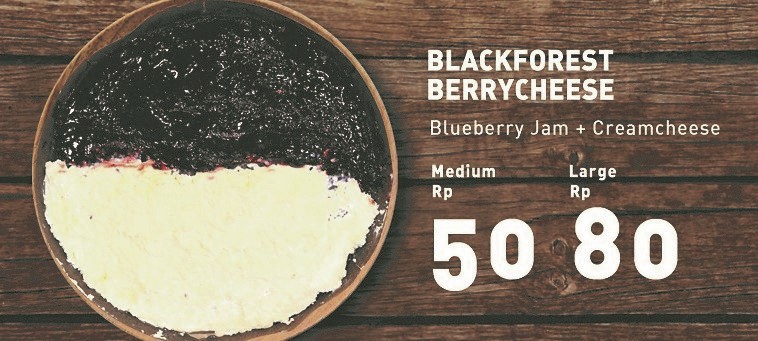 BLACKFOREST
BERRYCHEESE
Blueberry Jam + Creamcheese
Medium Large
Rp Rp
50 80